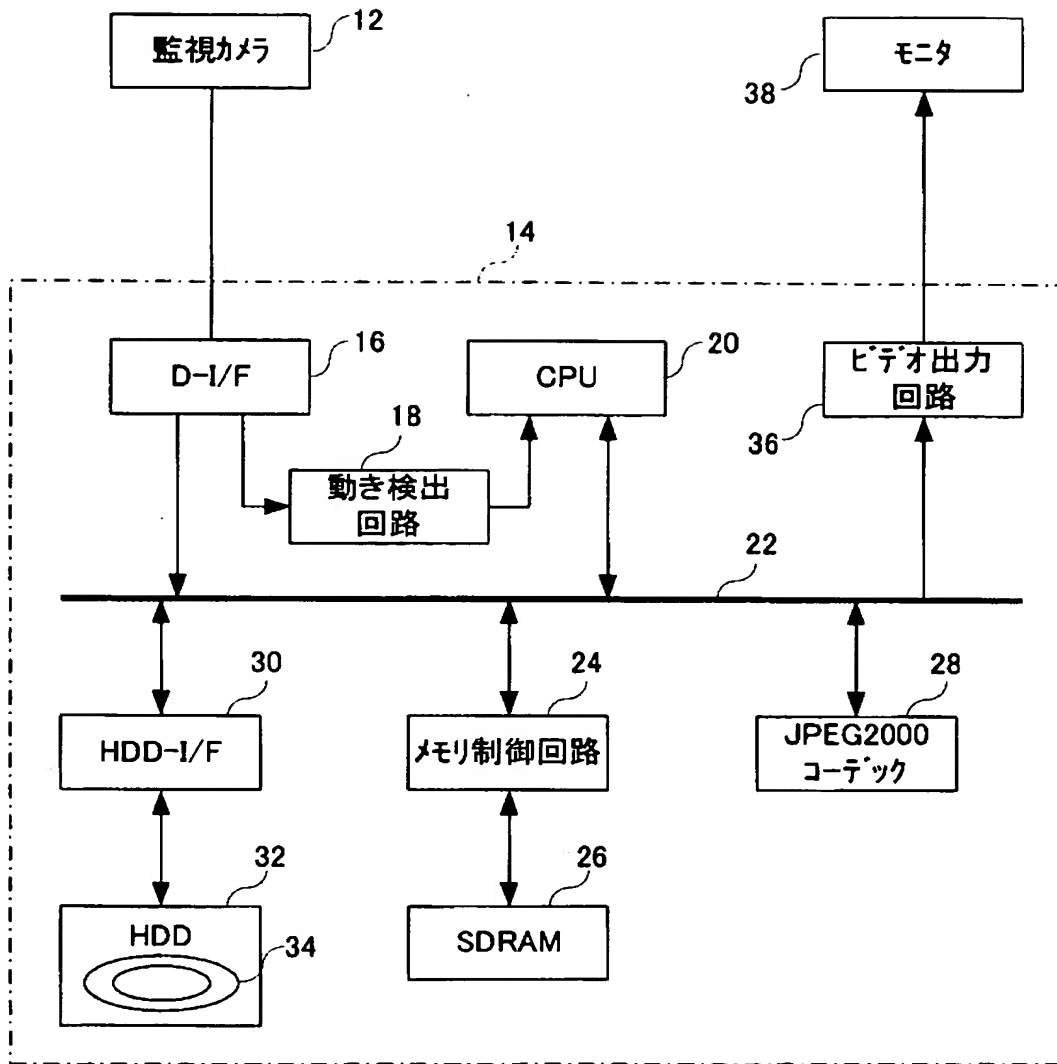 監視カメラ
12
モニタ
38
14
D-I/F
16
CPU
20
ビデオ出力
回路
36
18
動き検出
回路
22
30
HDD-I/F
24
メモリ制御回路
28
JPEG2000
コーデック
32
HDD
34
26
SDRAM